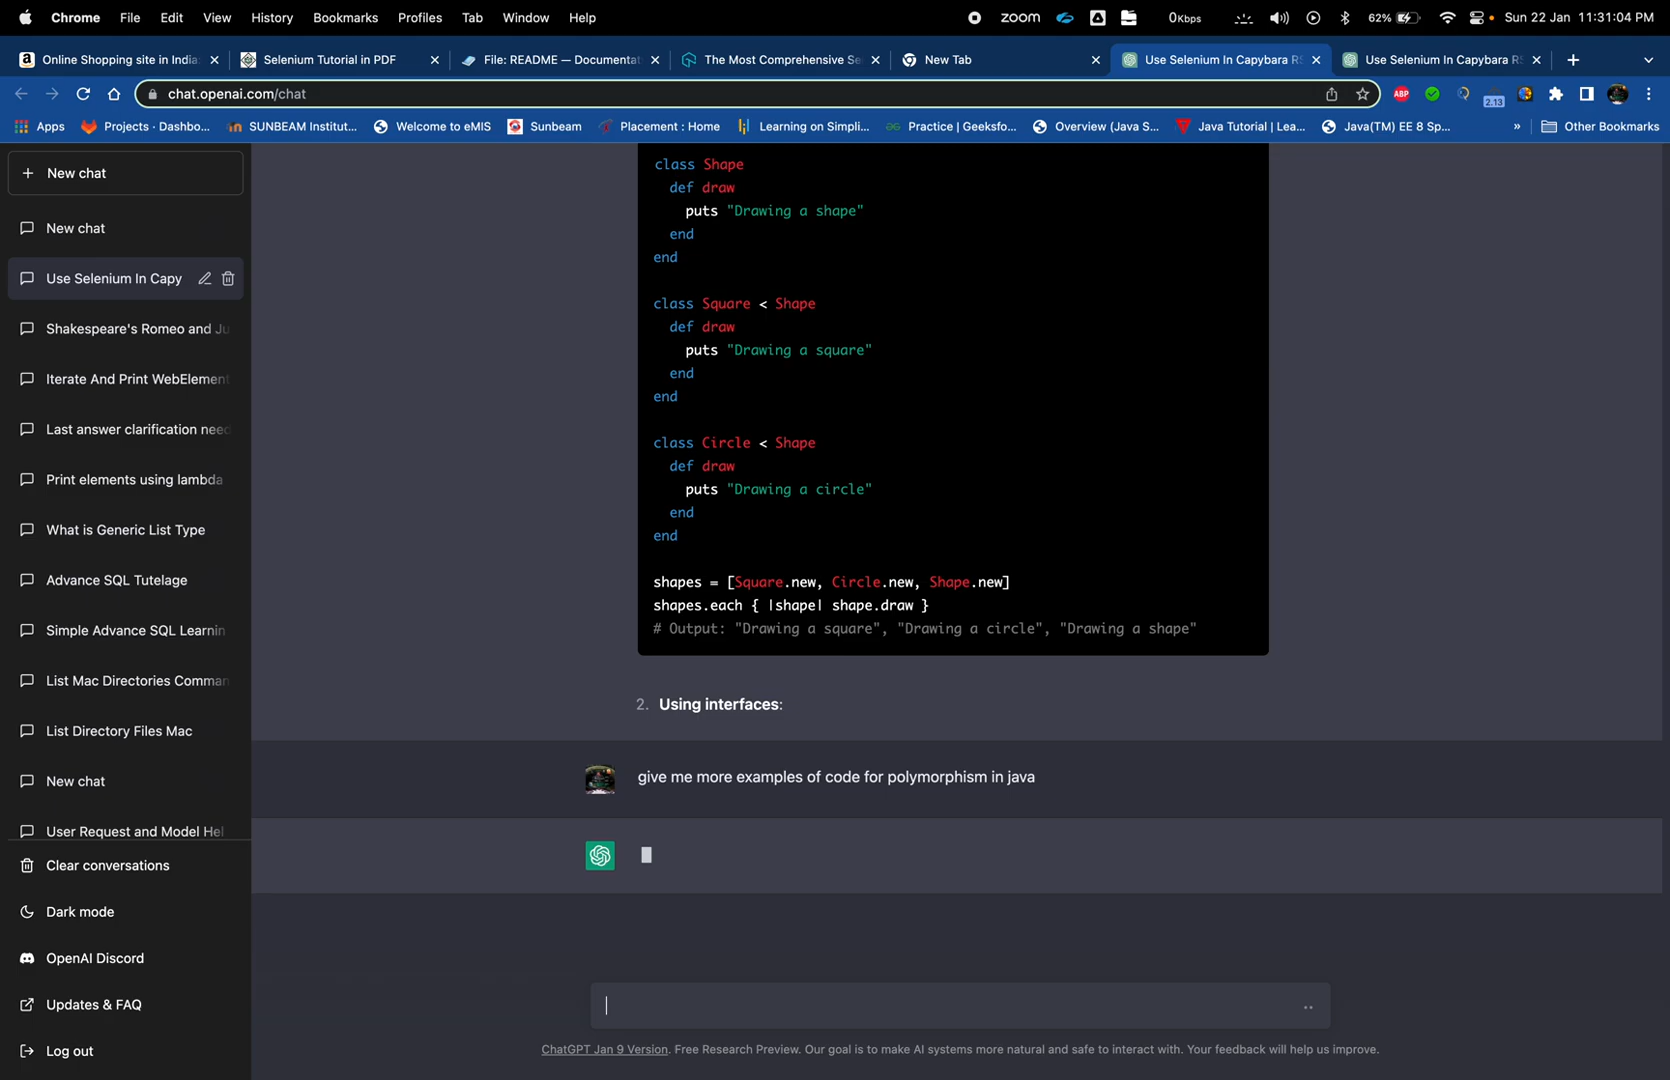 Chrome File Edit View History Bookmarks Profiles Tab Window Help zoom 0Kbps 62% Sun 22 Jan 11:31:04 PM
Online Shopping site in India: Selenium Tutorial in PDF File: README — Documentat The Most Comprehensive Se New Tab Use Selenium In Capybara RS Use Selenium In Capybara RS
chat.openai.com/chat ABP 2.13
Apps Projects · Dashbo... SUNBEAM Institut... Welcome to eMIS Sunbeam Placement : Home Learning on Simpli... Practice | Geeksfo... Overview (Java S... Java Tutorial | Lea... Java(TM) EE 8 Sp... » Other Bookmarks
+ New chat
New chat
Use Selenium In Capy
Shakespeare's Romeo and Ju
Iterate And Print WebElement
Last answer clarification need
Print elements using lambda
What is Generic List Type
Advance SQL Tutelage
Simple Advance SQL Learnin
List Mac Directories Comman
List Directory Files Mac
New chat
User Request and Model Hel
Clear conversations
Dark mode
OpenAI Discord
Updates & FAQ
Log out
class Shape
def draw
puts "Drawing a shape"
end
end
class Square < Shape
def draw
puts "Drawing a square"
end
end
class Circle < Shape
def draw
puts "Drawing a circle"
end
end
shapes = [Square.new, Circle.new, Shape.new]
shapes.each { |shape| shape.draw }
# Output: "Drawing a square", "Drawing a circle", "Drawing a shape"
2. Using interfaces:
give me more examples of code for polymorphism in java
ChatGPT Jan 9 Version. Free Research Preview. Our goal is to make AI systems more natural and safe to interact with. Your feedback will help us improve.